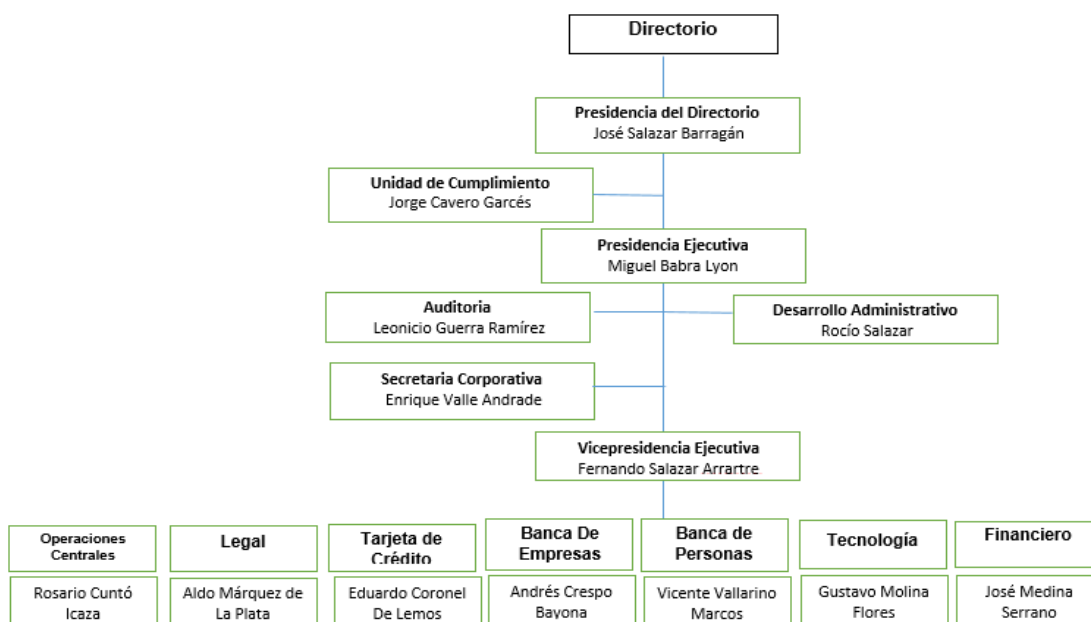 Directorio
Presidencia del Directorio
José Salazar Barragán
Unidad de Cumplimiento
Jorge Cavero Garcés
Presidencia Ejecutiva
Miguel Babra Lyon
Auditoria
Leonicio Guerra Ramírez
Desarrollo Administrativo
Rocío Salazar
Secretaria Corporativa
Enrique Valle Andrade
Vicepresidencia Ejecutiva
Fernando Salazar Arrartre
Operaciones
Centrales
Rosario Cuntó
Icaza
Legal
Aldo Márquez de
La Plata
Tarjeta de
Crédito
Eduardo Coronel
De Lemos
Banca De
Empresas
Andrés Crespo
Bayona
Banca de
Personas
Vicente Vallarino
Marcos
Tecnología
Gustavo Molina
Flores
Financiero
José Medina
Serrano